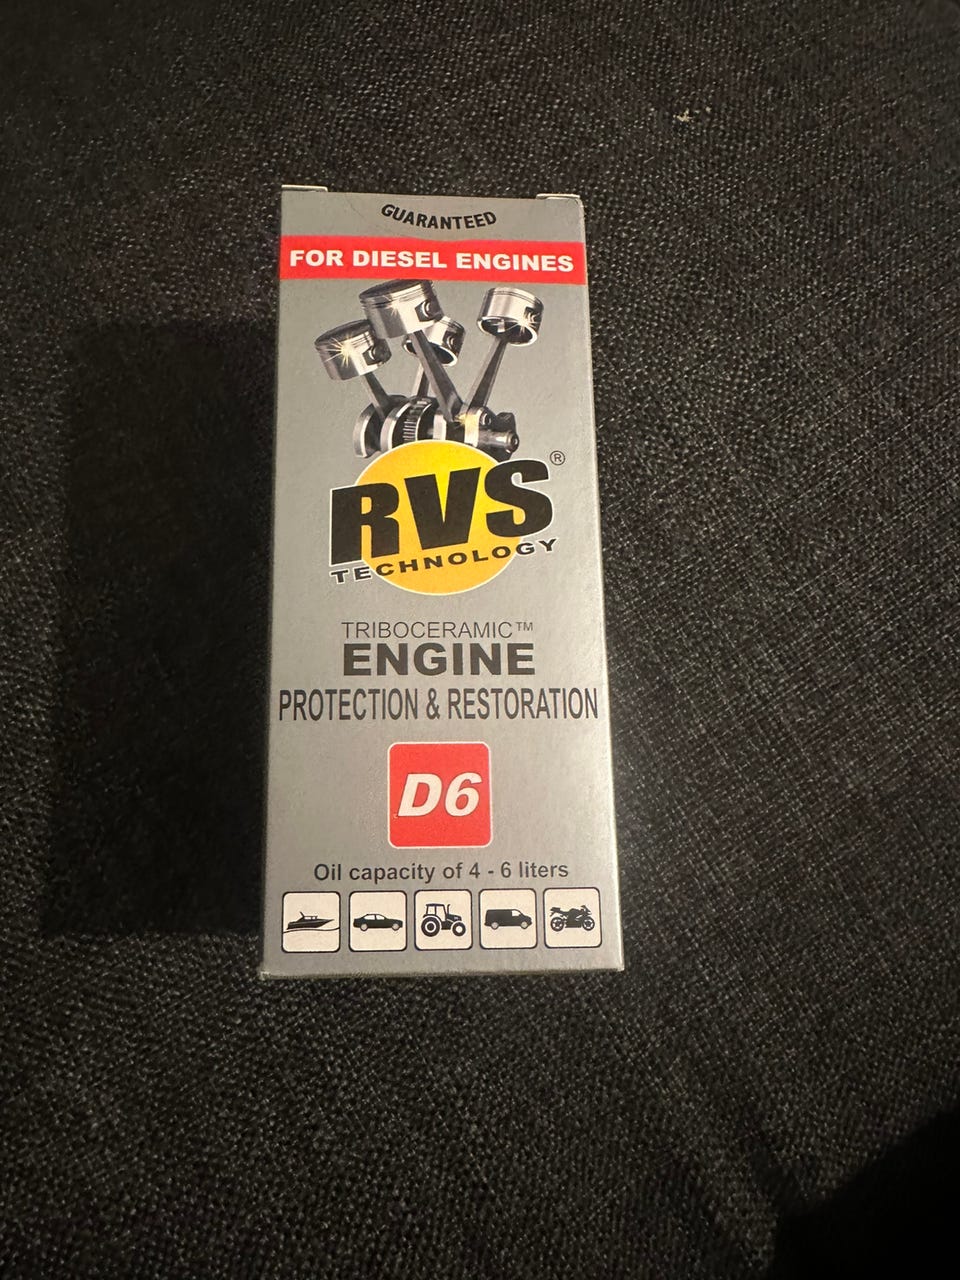 GUARANTEED
FOR DIESEL ENGINES
RVS®
TECHNOLOGY
TRIBOCERAMIC™
ENGINE
PROTECTION & RESTORATION
D6
Oil capacity of 4 - 6 liters